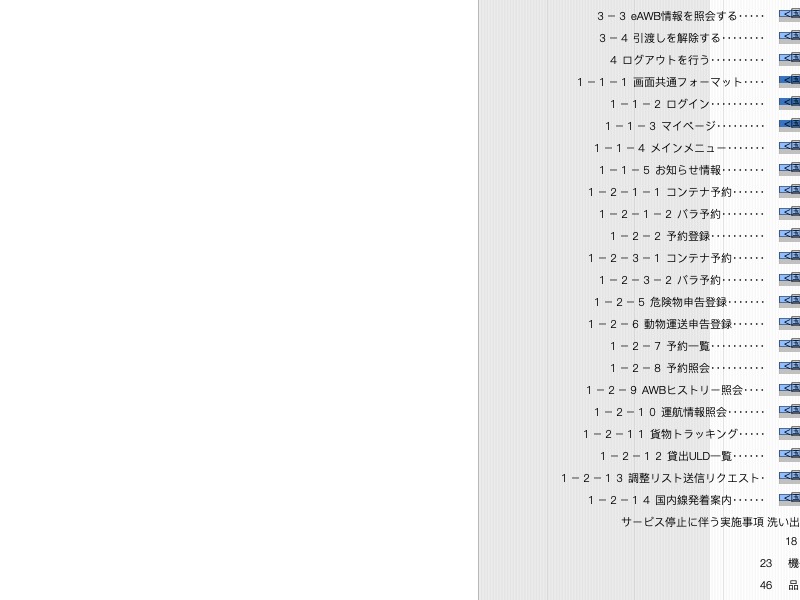 ３－３ eAWB情報を照会する･････
３－４ 引渡しを解除する････････
４ ログアウトを行う･･････････
１－１－１ 画面共通フォーマット････
１－１－２ ログイン･･････････
１－１－３ マイページ･････････
１－１－４ メインメニュー･･･････
１－１－５ お知らせ情報････････
１－２－１－１ コンテナ予約･･････
１－２－１－２ バラ予約････････
１－２－２ 予約登録･･････････
１－２－３－１ コンテナ予約･･････
１－２－３－２ バラ予約････････
１－２－５ 危険物申告登録･･･････
１－２－６ 動物運送申告登録･･････
１－２－７ 予約一覧･･････････
１－２－８ 予約照会･･････････
１－２－９ AWBヒストリー照会････
１－２－１０ 運航情報照会･･･････
１－２－１１ 貨物トラッキング･････
１－２－１２ 貸出ULD一覧･･････
１－２－１３ 調整リスト送信リクエスト･
１－２－１４ 国内線発着案内･･････
サービス停止に伴う実施事項 洗い出
18
23 機
46 品